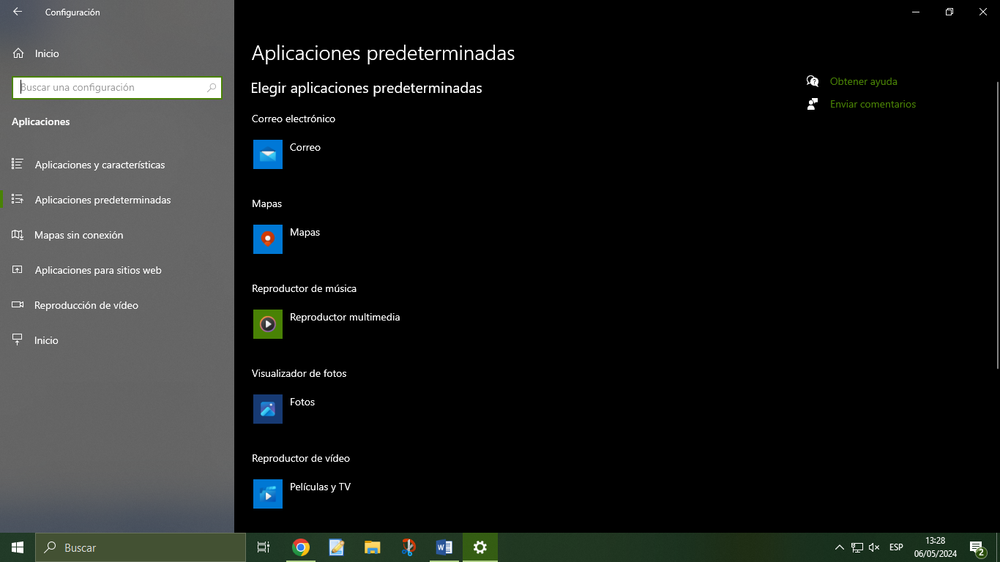 Configuración
Inicio
Buscar una configuración
Aplicaciones
Aplicaciones y características
Aplicaciones predeterminadas
Mapas sin conexión
Aplicaciones para sitios web
Reproducción de vídeo
Inicio
Aplicaciones predeterminadas
Elegir aplicaciones predeterminadas
Correo electrónico
Correo
Mapas
Mapas
Reproductor de música
Reproductor multimedia
Visualizador de fotos
Fotos
Reproductor de vídeo
Películas y TV
Obtener ayuda
Enviar comentarios
Buscar
W
ESP
13:28
06/05/2024
2